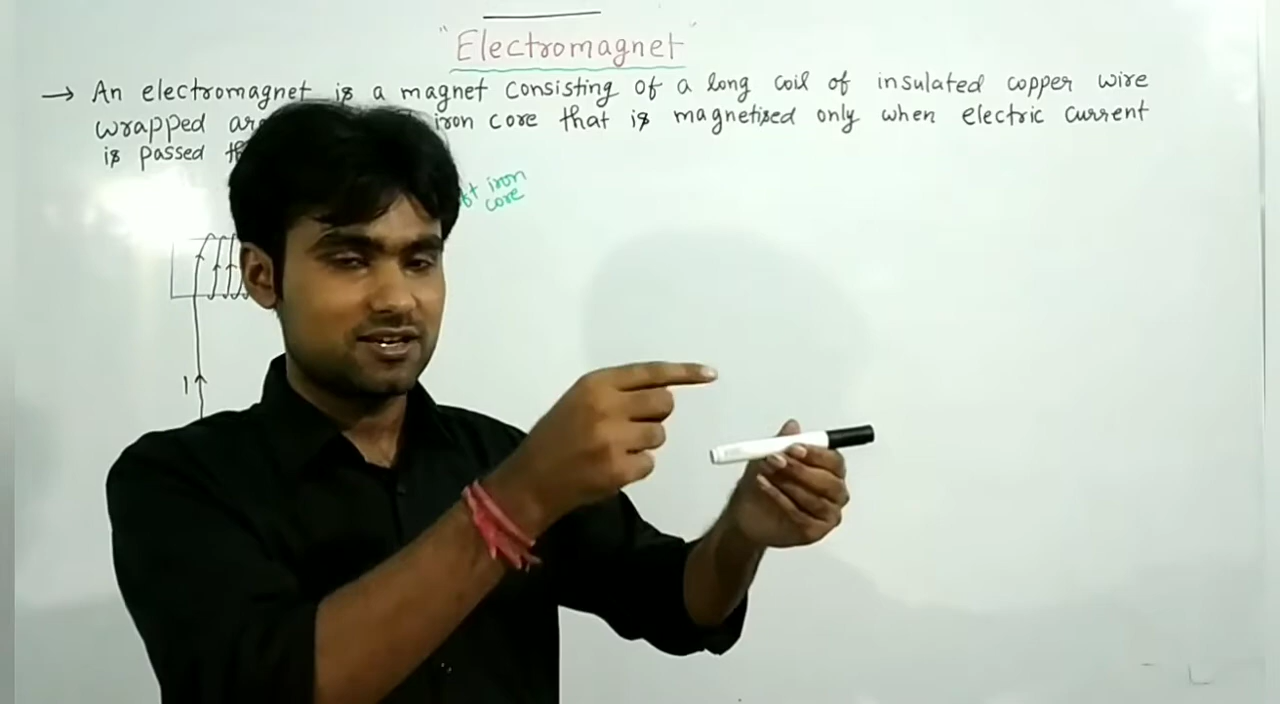 "Electromagnet"
→ An electromagnet is a magnet consisting of a long coil of insulated copper wire
wrapped iron core that is magnetised only when electric current
is passed
iron
core
I